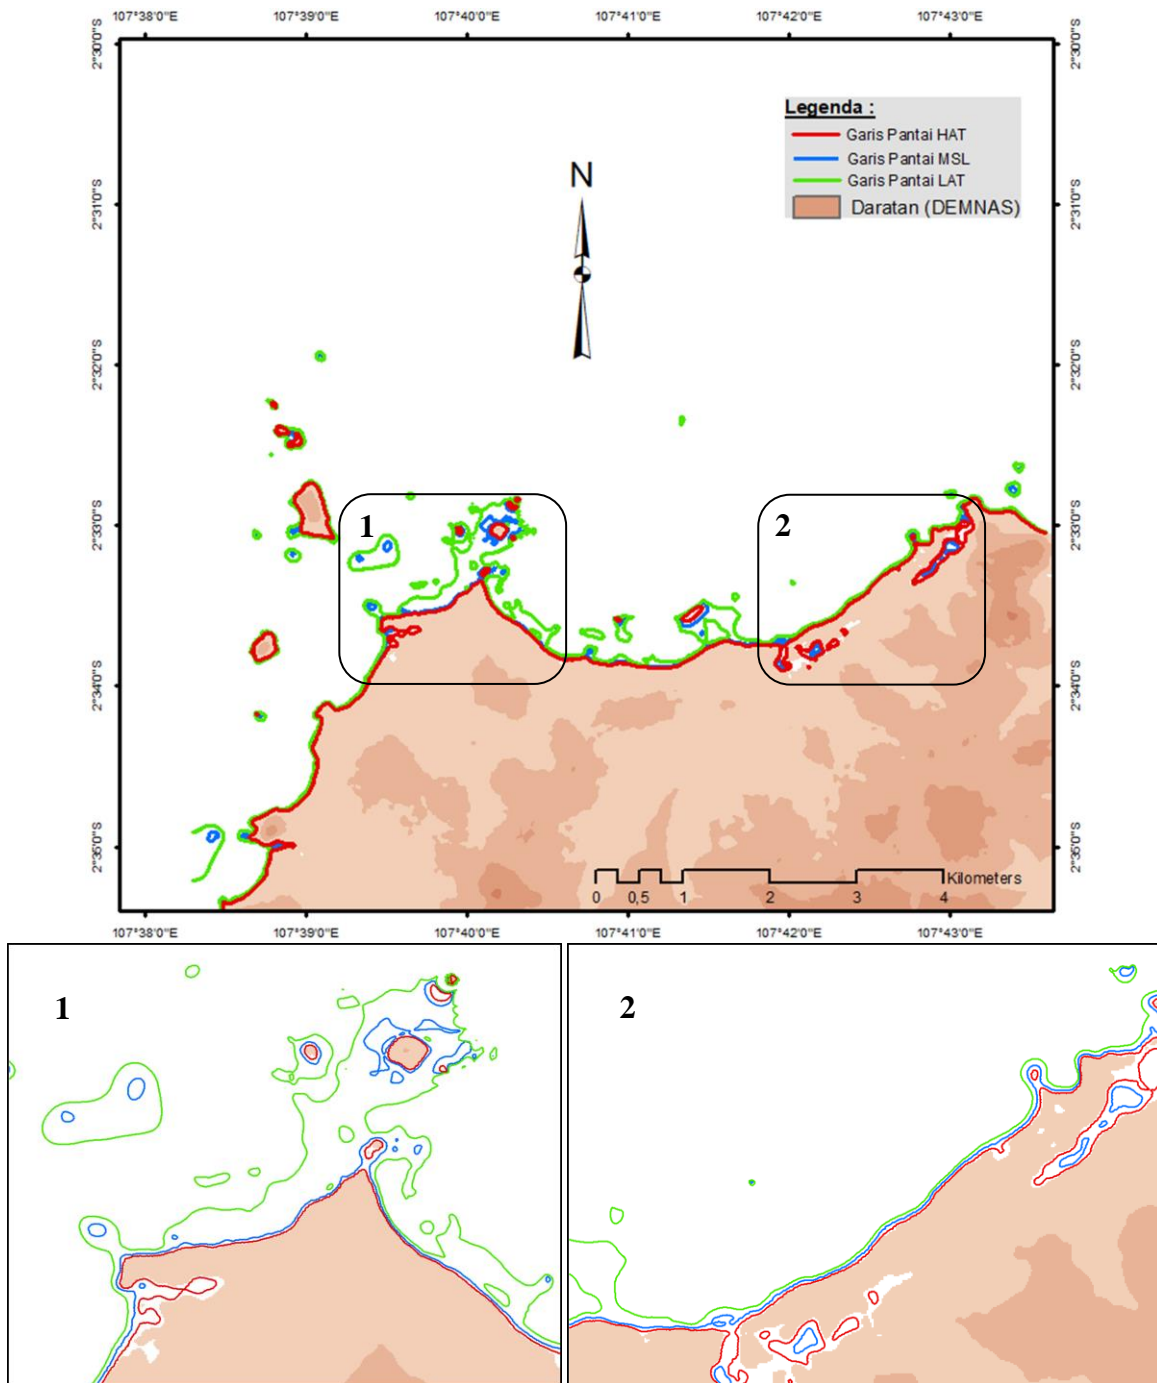 107°38'0"E 107°39'0"E 107°40'0"E 107°41'0"E 107°42'0"E 107°43'0"E
2°30'0"S 2°30'0"S
Legenda :
Garis Pantai HAT
Garis Pantai MSL
Garis Pantai LAT
Daratan (DEMNAS)
N
2°31'0"S 2°31'0"S
2°32'0"S 2°32'0"S
2°33'0"S 2°33'0"S
1 2
2°34'0"S 2°34'0"S
2°35'0"S 2°35'0"S
Kilometers
0 0,5 1 2 3 4
107°38'0"E 107°39'0"E 107°40'0"E 107°41'0"E 107°42'0"E 107°43'0"E
1 2